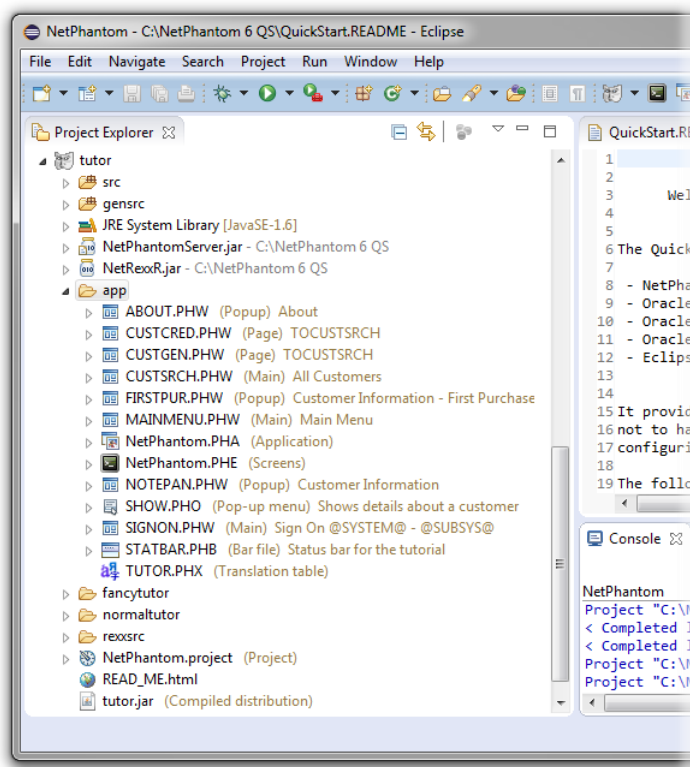 NetPhantom - C:\NetPhantom 6 QS\QuickStart.README - Eclipse
File Edit Navigate Search Project Run Window Help
Project Explorer
tutor
src
gensrc
JRE System Library [JavaSE-1.6]
NetPhantomServer.jar - C:\NetPhantom 6 QS
NetRexxR.jar - C:\NetPhantom 6 QS
app
ABOUT.PHW (Popup) About
CUSTCRED.PHW (Page) TOCUSTSRCH
CUSTGEN.PHW (Page) TOCUSTSRCH
CUSTSRCH.PHW (Main) All Customers
FIRSTPUR.PHW (Popup) Customer Information - First Purchase
MAINMENU.PHW (Main) Main Menu
NetPhantom.PHA (Application)
NetPhantom.PHE (Screens)
NOTEPAN.PHW (Popup) Customer Information
SHOW.PHO (Pop-up menu) Shows details about a customer
SIGNON.PHW (Main) Sign On @SYSTEM@ - @SUBSYS@
STATBAR.PHB (Bar file) Status bar for the tutorial
TUTOR.PHX (Translation table)
fancytutor
normaltutor
rexxsrc
NetPhantom.project (Project)
READ_ME.html
tutor.jar (Compiled distribution)
QuickStart.RE
1
2
3 Wel
4
5
6 The Quick
7
8 - NetPha
9 - Oracle
10 - Oracle
11 - Oracle
12 - Eclips
13
14
15 It provid
16 not to ha
17 configuri
18
19 The follo
Console
NetPhantom
Project "C:\N
< Completed l
< Completed l
Project "C:\N
Project "C:\N